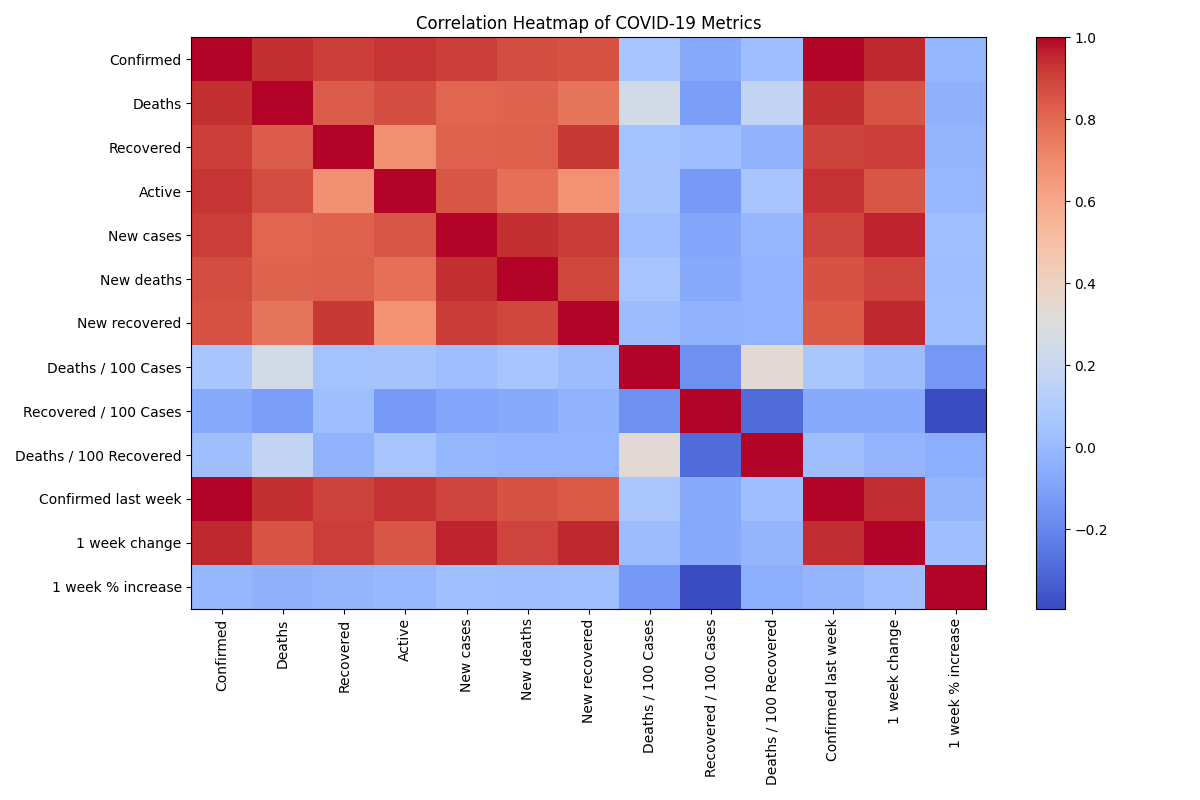 Correlation Heatmap of COVID-19 Metrics
Confirmed
Deaths
Recovered
Active
New cases
New deaths
New recovered
Deaths / 100 Cases
Recovered / 100 Cases
Deaths / 100 Recovered
Confirmed last week
1 week change
1 week % increase
Confirmed
Deaths
Recovered
Active
New cases
New deaths
New recovered
Deaths / 100 Cases
Recovered / 100 Cases
Deaths / 100 Recovered
Confirmed last week
1 week change
1 week % increase
1.0
0.8
0.6
0.4
0.2
0.0
−0.2